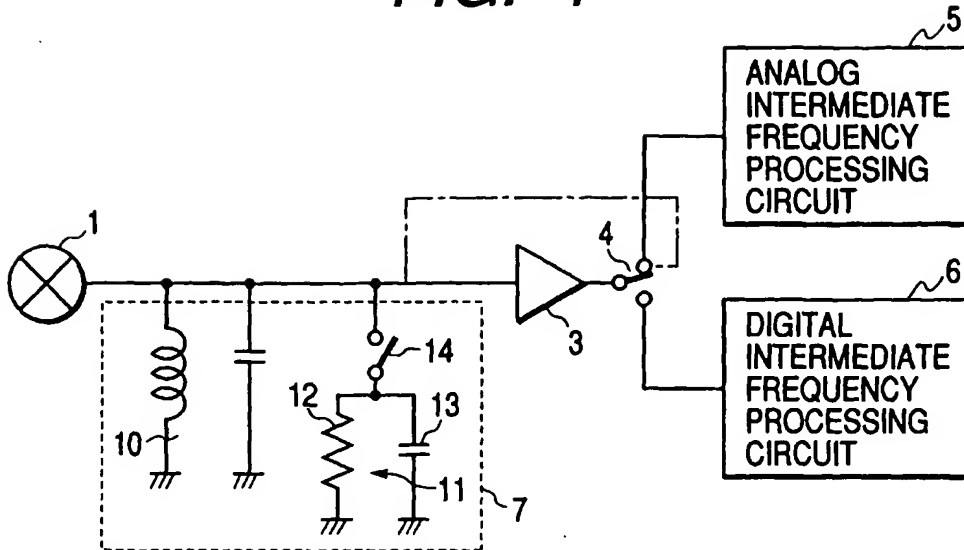 FIG.
5
ANALOG
INTERMEDIATE
FREQUENCY
PROCESSING
CIRCUIT
1
4
3
6
DIGITAL
INTERMEDIATE
FREQUENCY
PROCESSING
CIRCUIT
14
12
13
10
11
7